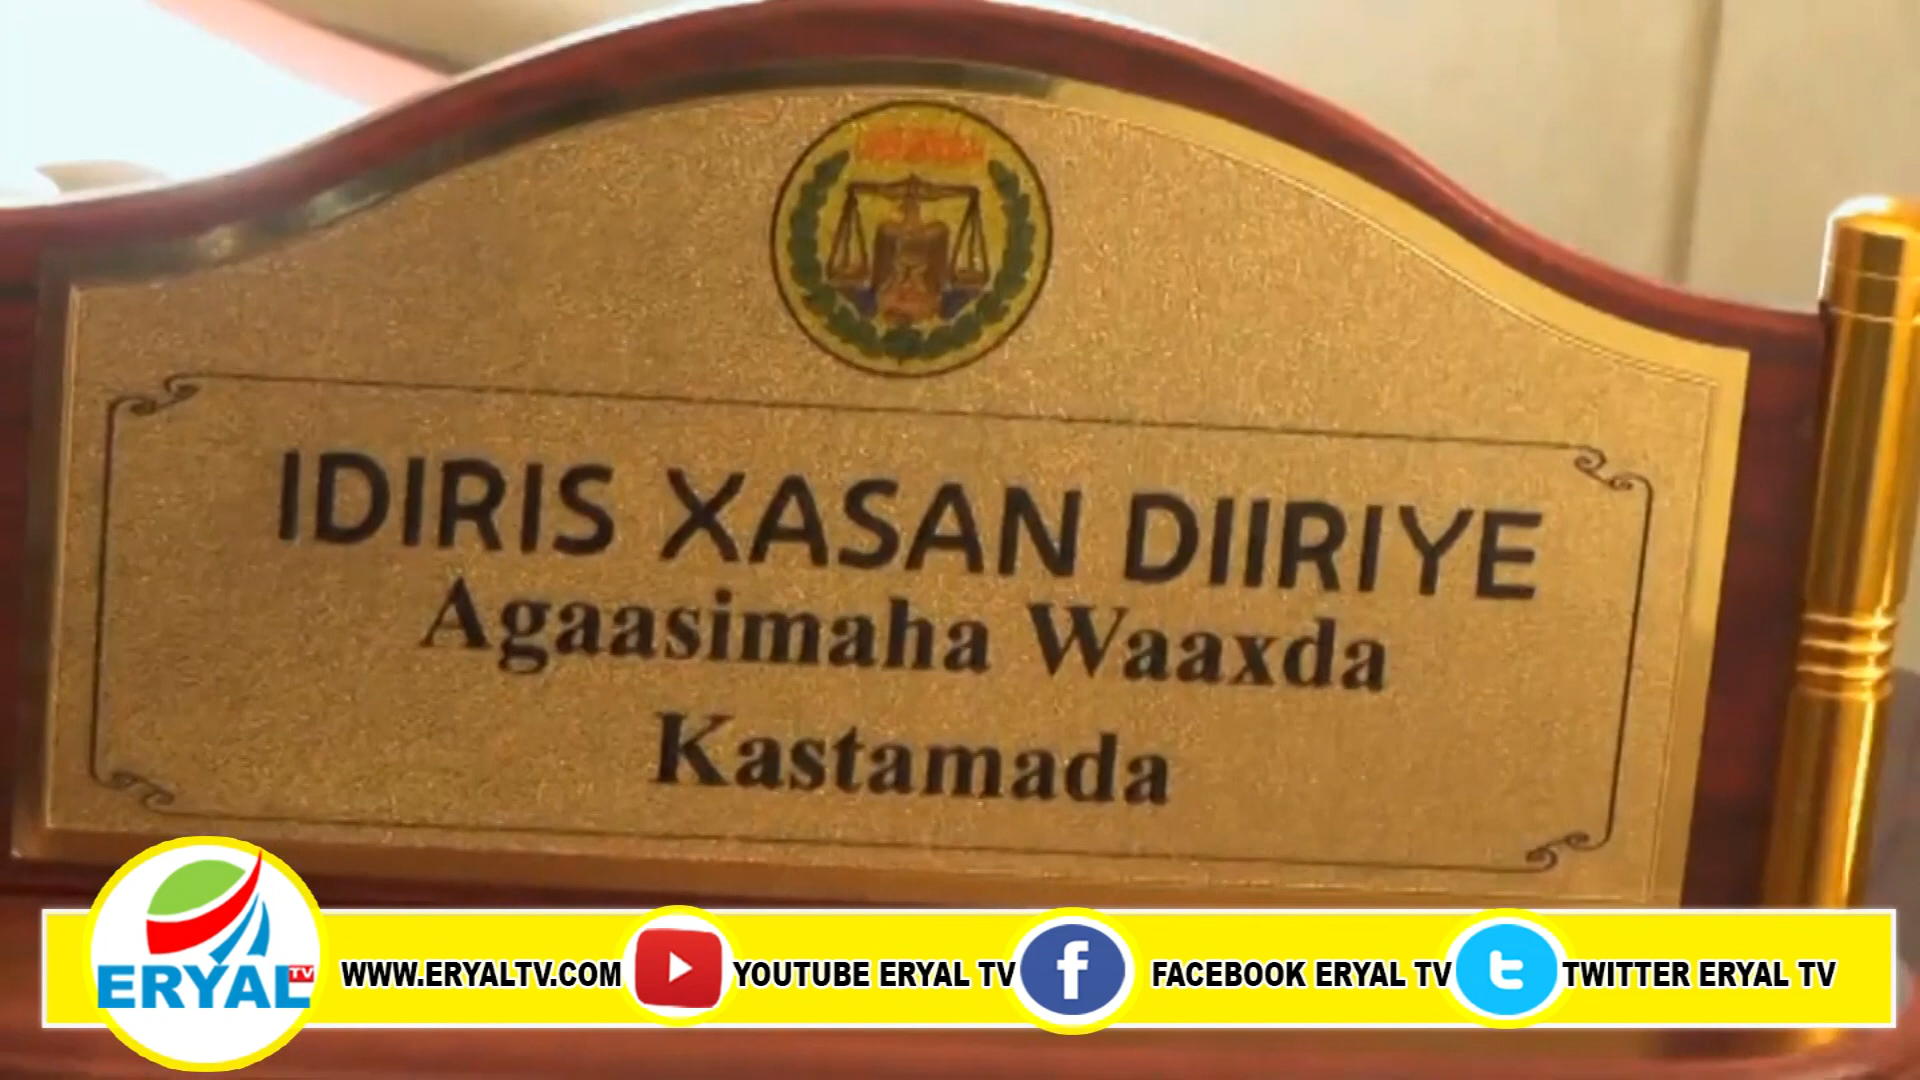 IDIRIS XASAN DIIRIYE
Agaasimaha Waaxda
Kastamada
ERYAL TV
WWW.ERYALTV.COM
YOUTUBE ERYAL TV
FACEBOOK ERYAL TV
TWITTER ERYAL TV